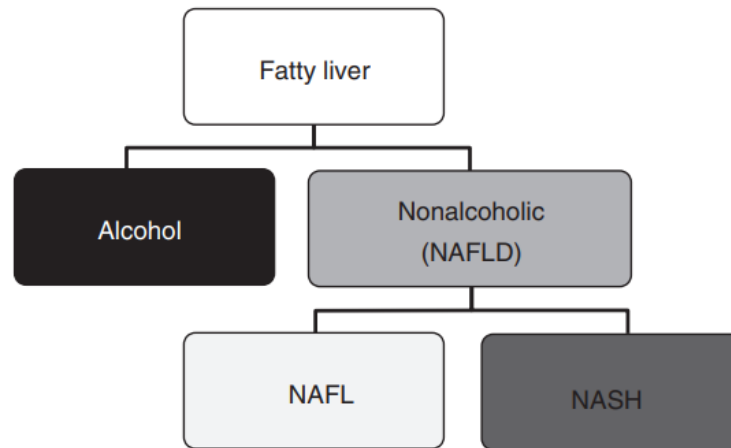 Fatty liver
Alcohol
Nonalcoholic
(NAFLD)
NAFL
NASH